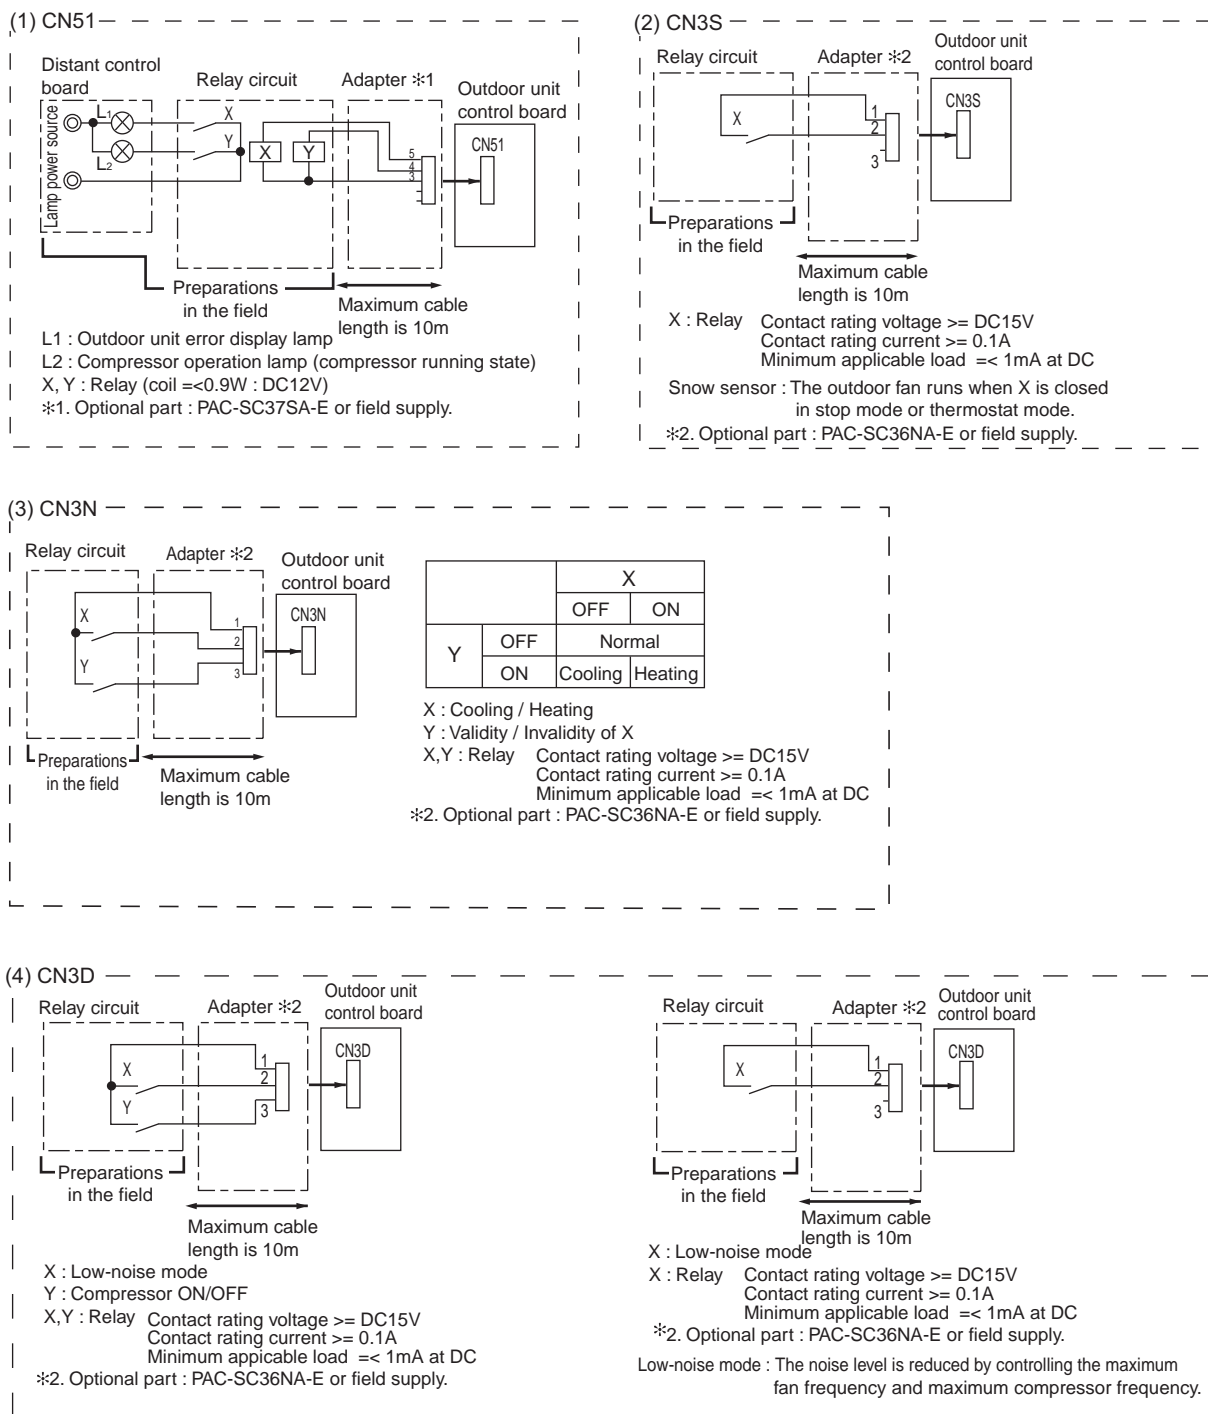 (1) CN51
Distant control
board
Relay circuit
Adapter ✻1
Outdoor unit
control board
Lamp power source
L1
L2
X
Y
X
Y
5
4
3
CN51
Preparations
in the field
Maximum cable
length is 10m
L1 : Outdoor unit error display lamp
L2 : Compressor operation lamp (compressor running state)
X, Y : Relay (coil =<0.9W : DC12V)
✻1. Optional part : PAC-SC37SA-E or field supply.
(2) CN3S
Relay circuit
Adapter ✻2
Outdoor unit
control board
X
1
2
3
CN3S
Preparations
in the field
Maximum cable
length is 10m
X : Relay Contact rating voltage >= DC15V
Contact rating current >= 0.1A
Minimum applicable load =< 1mA at DC
Snow sensor : The outdoor fan runs when X is closed
in stop mode or thermostat mode.
✻2. Optional part : PAC-SC36NA-E or field supply.
(3) CN3N
Relay circuit
Adapter ✻2
Outdoor unit
control board
X
Y
1
2
3
CN3N
Preparations
in the field
Maximum cable
length is 10m
X
OFF ON
Y OFF Normal
ON Cooling Heating
X : Cooling / Heating
Y : Validity / Invalidity of X
X,Y : Relay Contact rating voltage >= DC15V
Contact rating current >= 0.1A
Minimum applicable load =< 1mA at DC
✻2. Optional part : PAC-SC36NA-E or field supply.
(4) CN3D
Relay circuit
Adapter ✻2
Outdoor unit
control board
X
Y
1
2
3
CN3D
Preparations
in the field
Maximum cable
length is 10m
X : Low-noise mode
Y : Compressor ON/OFF
X,Y : Relay Contact rating voltage >= DC15V
Contact rating current >= 0.1A
Minimum appicable load =< 1mA at DC
✻2. Optional part : PAC-SC36NA-E or field supply.
Relay circuit
Adapter ✻2
Outdoor unit
control board
X
1
2
3
CN3D
Preparations
in the field
Maximum cable
length is 10m
X : Low-noise mode
X : Relay Contact rating voltage >= DC15V
Contact rating current >= 0.1A
Minimum applicable load =< 1mA at DC
✻2. Optional part : PAC-SC36NA-E or field supply.
Low-noise mode : The noise level is reduced by controlling the maximum
fan frequency and maximum compressor frequency.